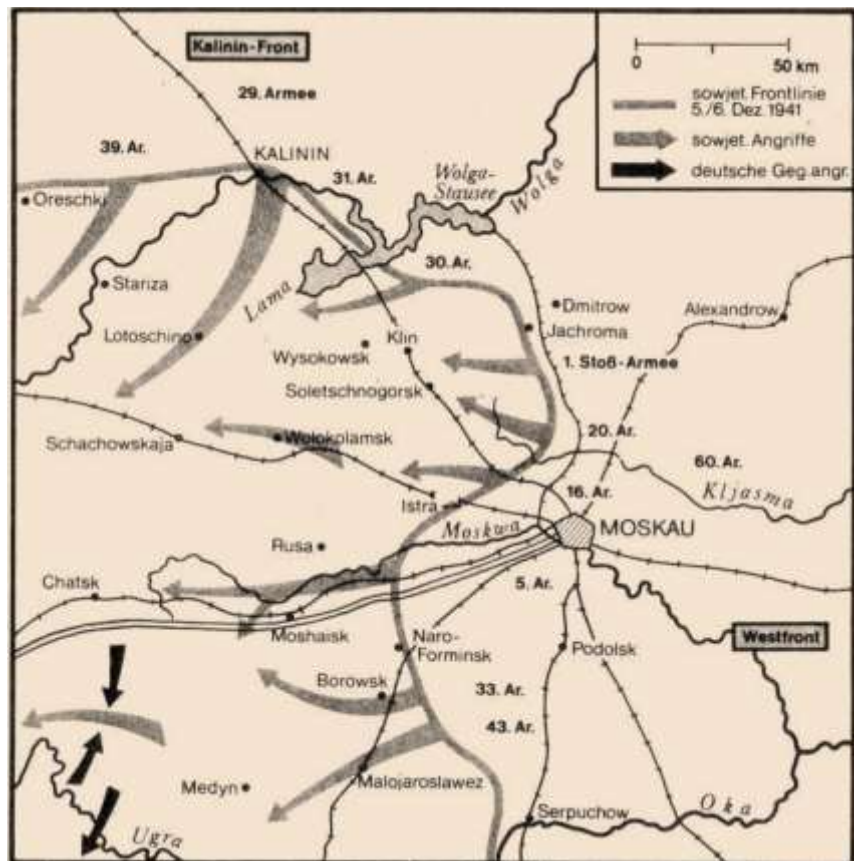 Kalinin-Front
0
50 km
29. Armee
sowjet. Frontlinie
5./6. Dez. 1941
sowjet. Angriffe
deutsche Geg.angr.
39. Ar.
KALININ
31. Ar.
Wolga-
Stausee
Wolga
Oreschki
30. Ar.
Stariza
Lama
Dmitrow
Alexandrow
Jachroma
Lotoschino
Klin
Wysokowsk
1. Stoß-Armee
Soletschnogorsk
Schachowskaja
Wolokolamsk
20. Ar.
60. Ar.
Kljasma
16. Ar.
Istra
Moskwa
MOSKAU
Rusa
Chatsk
5. Ar.
Moshaisk
Naro-
Forminsk
Podolsk
Westfront
Borowsk
33. Ar.
43. Ar.
Medyn
Malojaroslawez
Serpuchow
Oka
Ugra